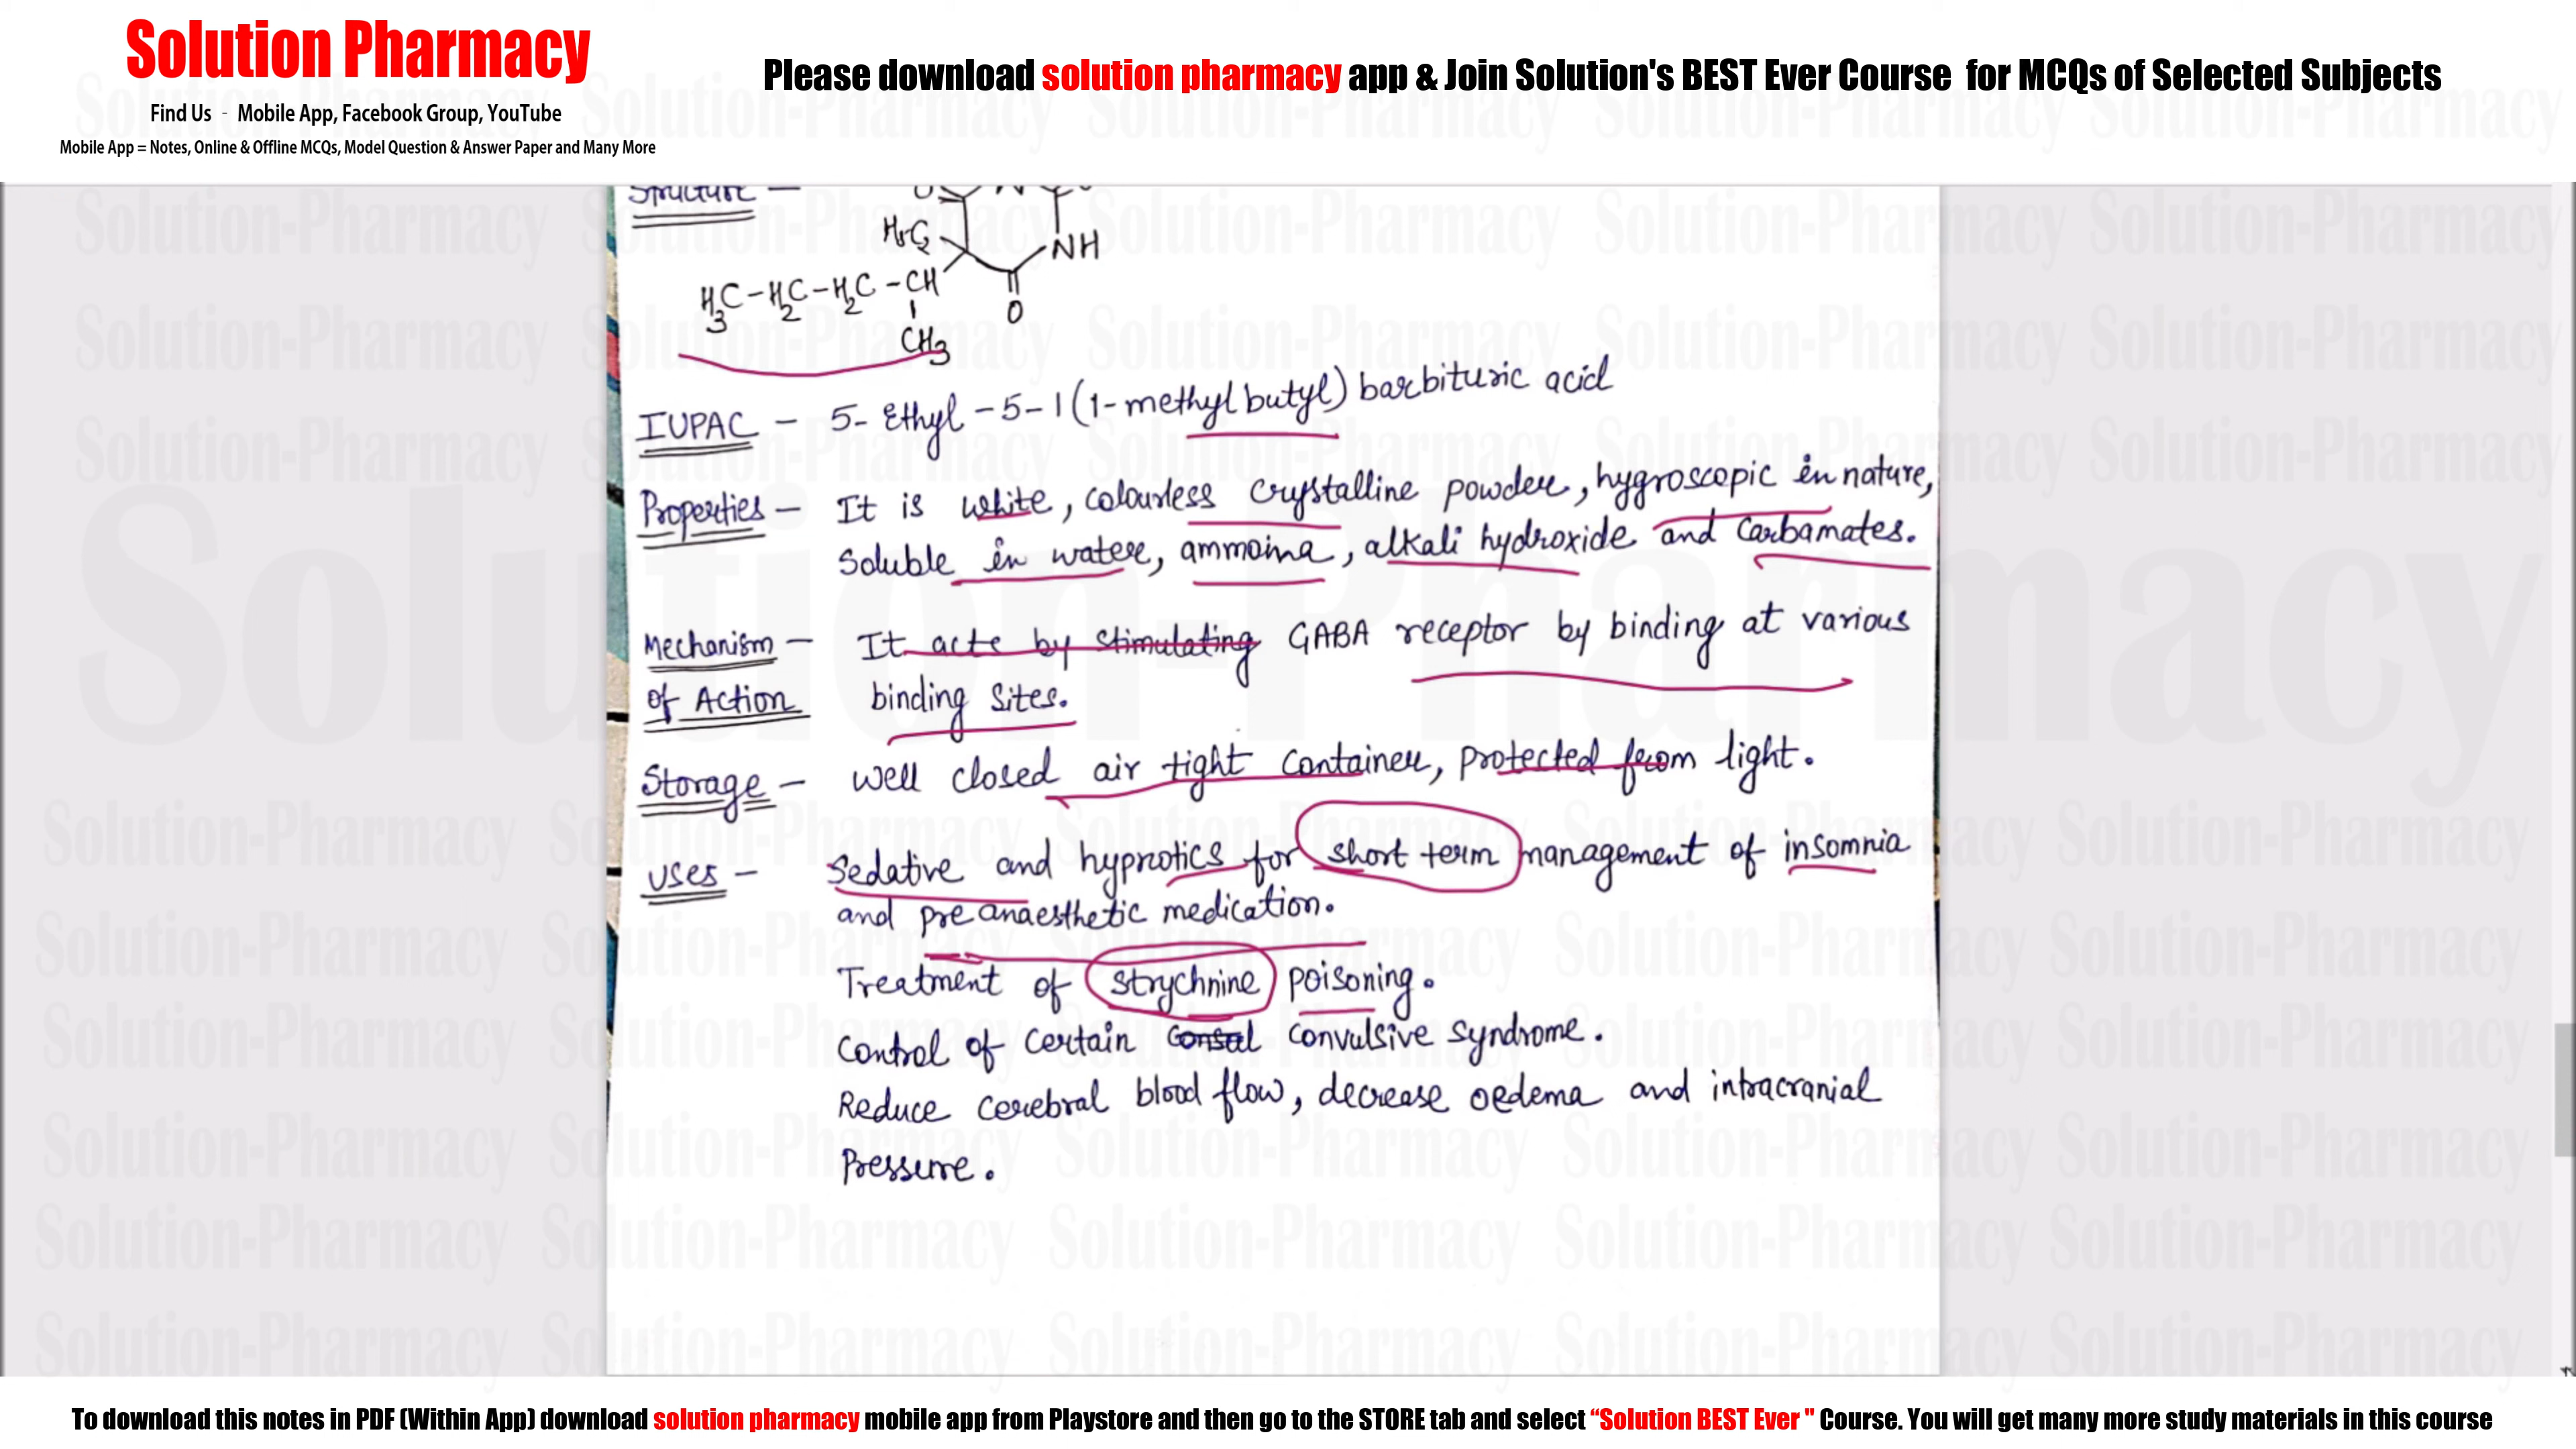 Solution Pharmacy
Find Us - Mobile App, Facebook Group, YouTube
Mobile App = Notes, Online & Offline MCQs, Model Question & Answer Paper and Many More
Please download solution pharmacy app & Join Solution's BEST Ever Course for MCQs of Selected Subjects
Structure —
NH
H₃C-H₂C-H₂C-CH
O
CH₃
IUPAC - 5-Ethyl-5-1(1-methyl butyl) barbituric acid
Properties - It is white, colourless crystalline powder, hygroscopic in nature,
soluble in water, ammoina, alkali hydroxide and carbamates.
Mechanism - It acts by stimulating GABA receptor by binding at various
of Action binding sites.
Storage - well closed air tight container, protected from light.
Uses - Sedative and hypnotics for short term management of insomnia
and preanaesthetic medication.
Treatment of strychnine poisoning.
Control of certain convulsive syndrome.
Reduce cerebral blood flow, decrease oedema and intracranial
Pressure.
Solution-Pharmacy
To download this notes in PDF (Within App) download solution pharmacy mobile app from Playstore and then go to the STORE tab and select “Solution BEST Ever " Course. You will get many more study materials in this course